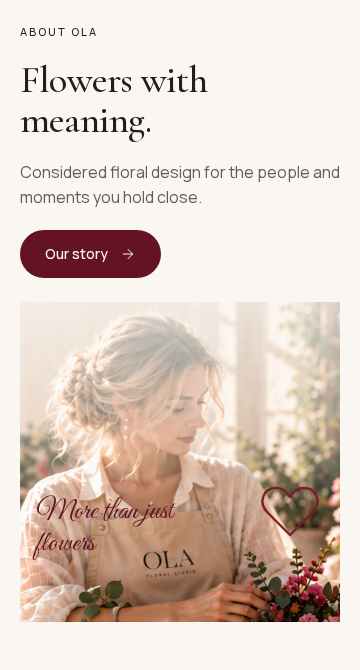 ABOUT OLA
Flowers with
meaning.
Considered floral design for the people and
moments you hold close.
Our story →
More than just
flowers
OLA
FLORAL STUDIO